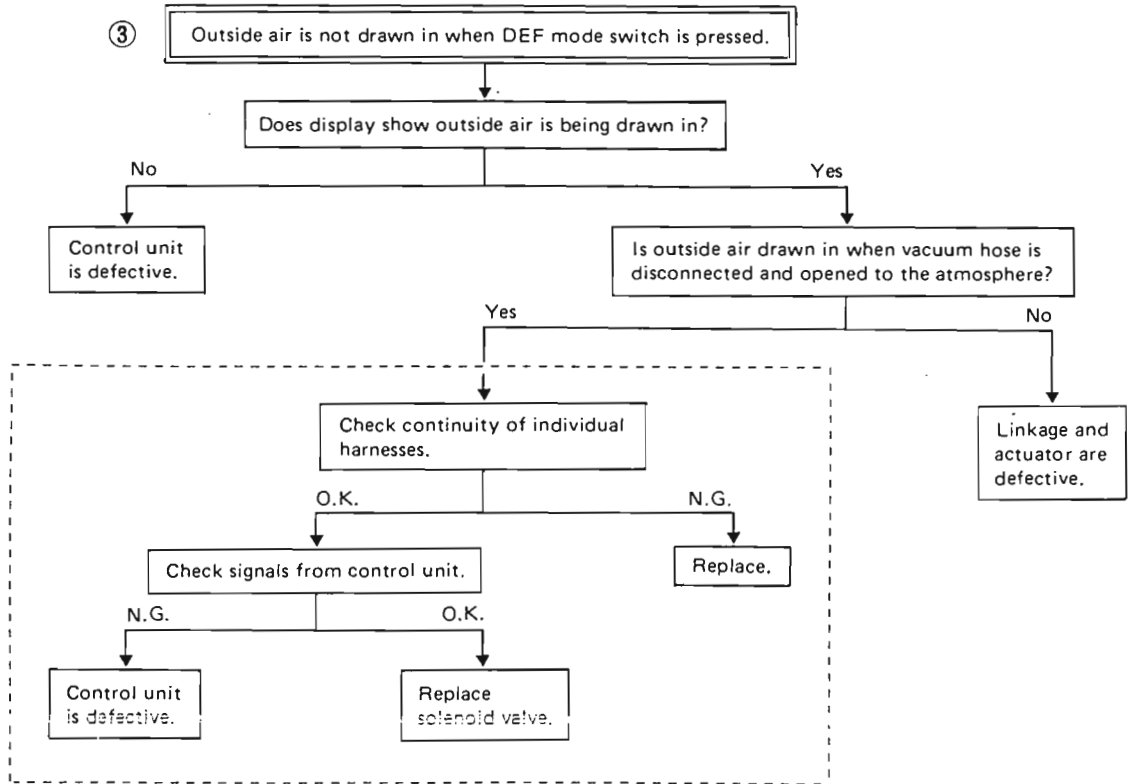 ③
Outside air is not drawn in when DEF mode switch is pressed.
Does display show outside air is being drawn in?
No
Yes
Control unit
is defective.
Is outside air drawn in when vacuum hose is
disconnected and opened to the atmosphere?
Yes
No
Check continuity of individual
harnesses.
Linkage and
actuator are
defective.
O.K.
N.G.
Check signals from control unit.
Replace.
N.G.
O.K.
Control unit
is defective.
Replace
solenoid valve.